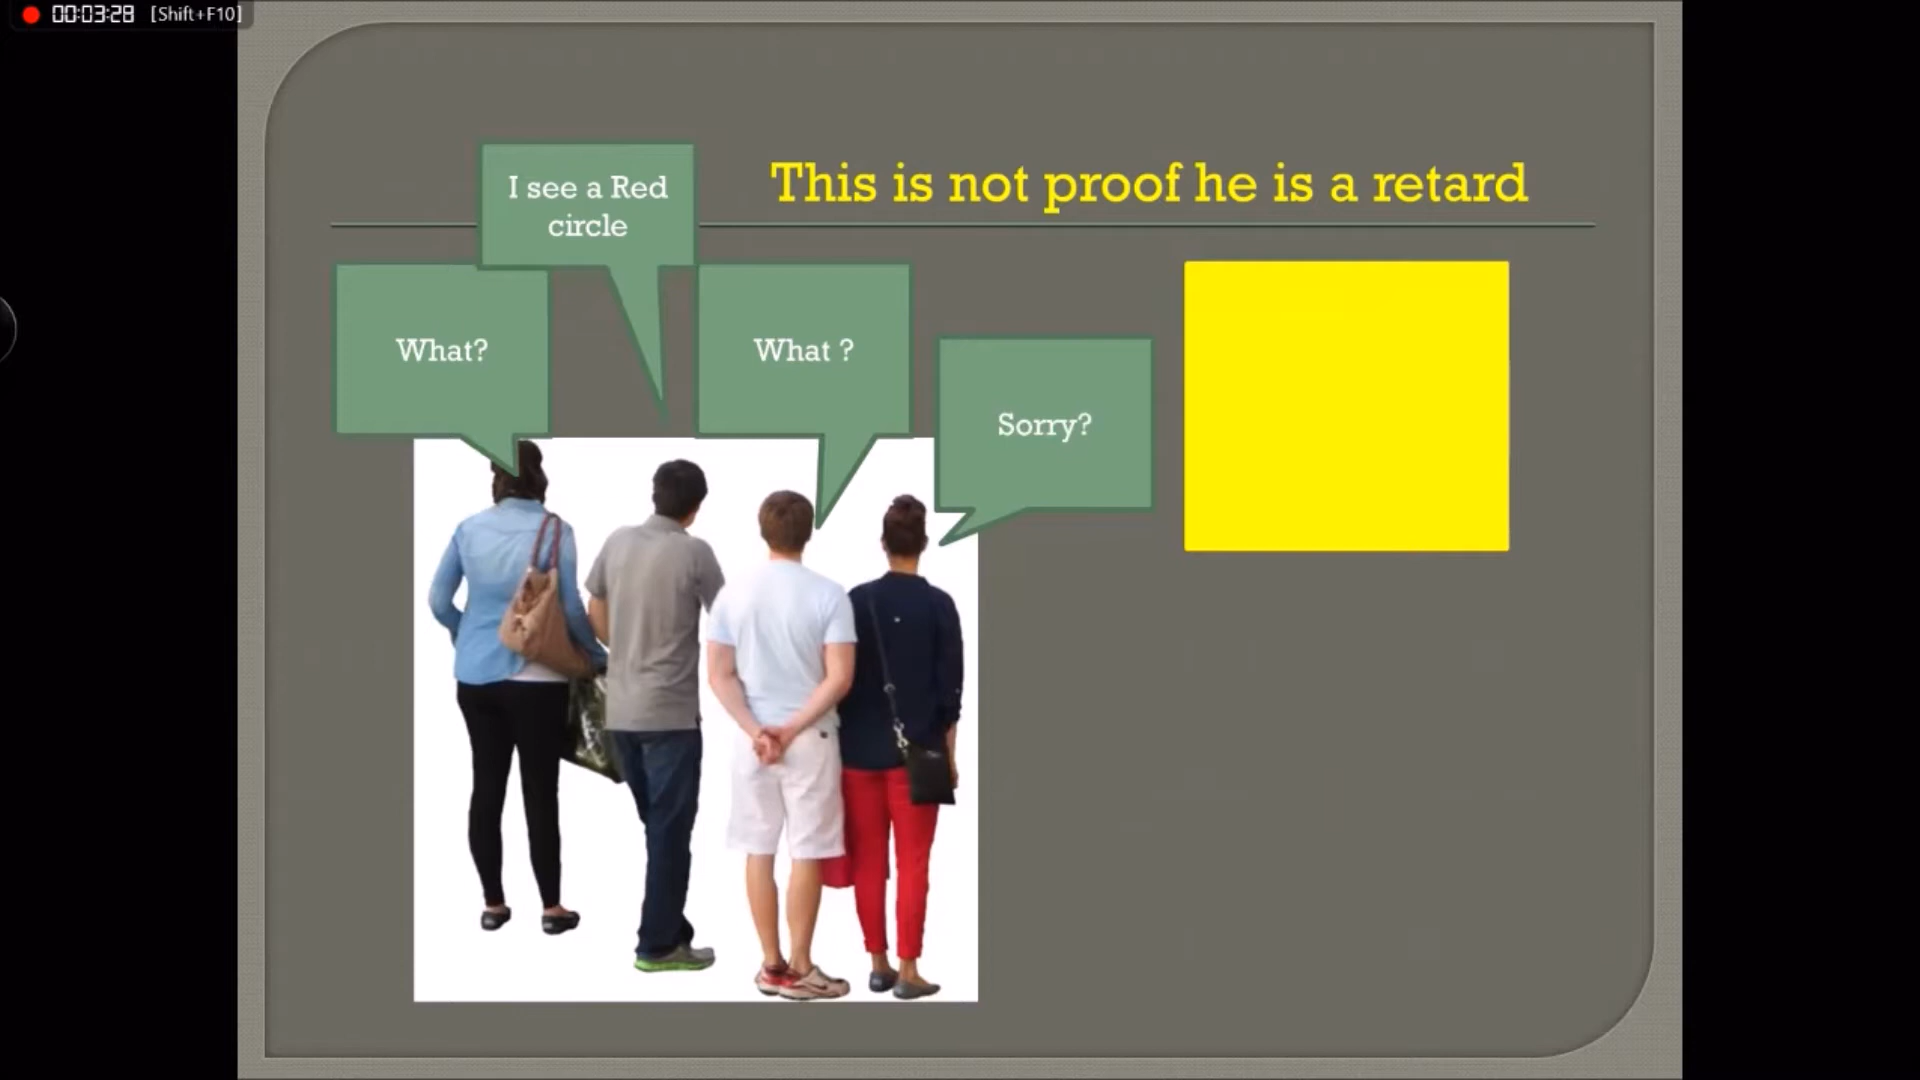 00:03:28 [Shift+F10]
This is not proof he is a retard
I see a Red
circle
What?
What ?
Sorry?